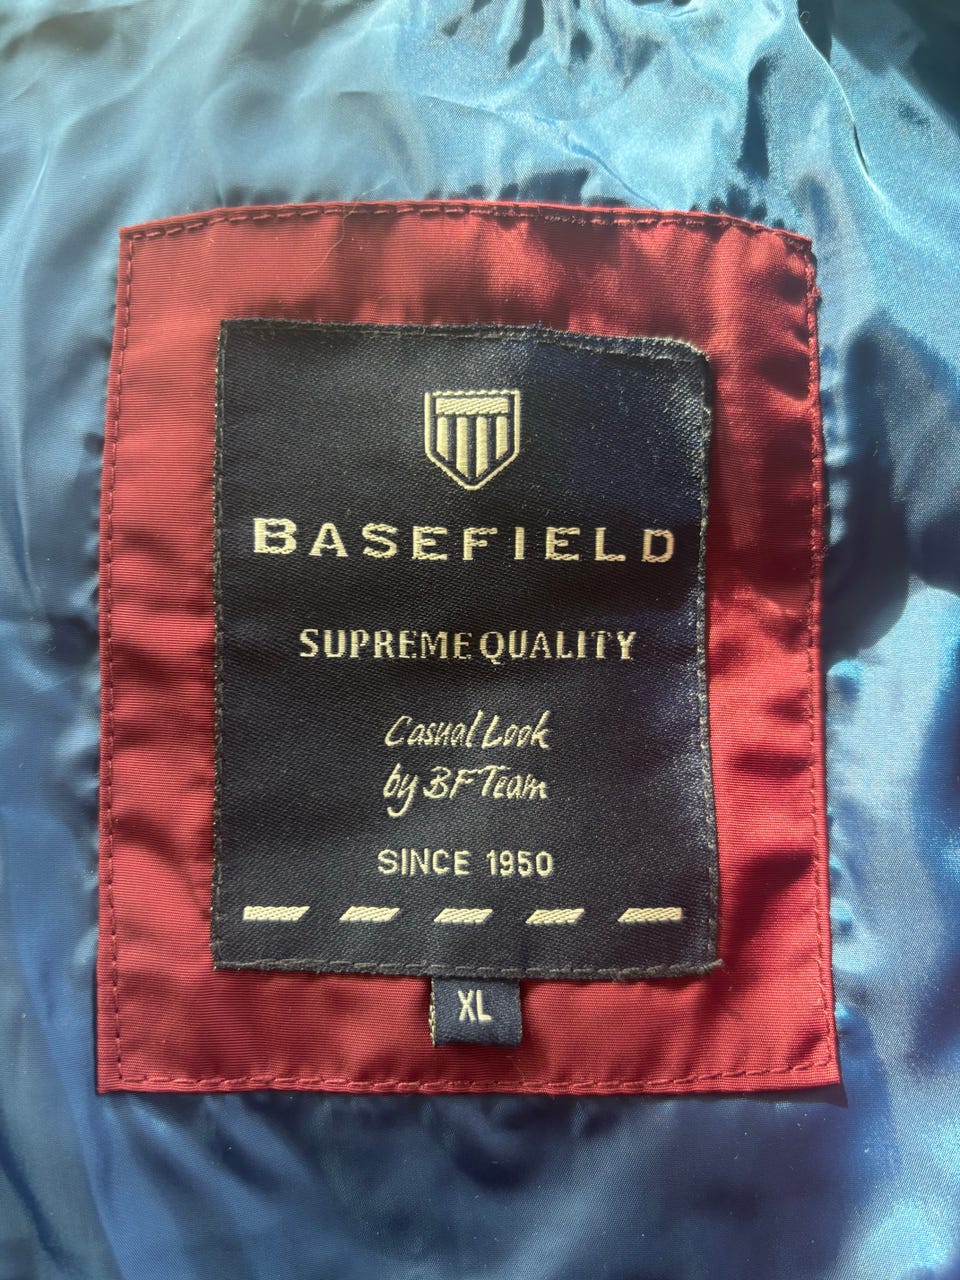 BASEFIELD
SUPREME QUALITY
Casual Look
by BF Team
SINCE 1950
XL